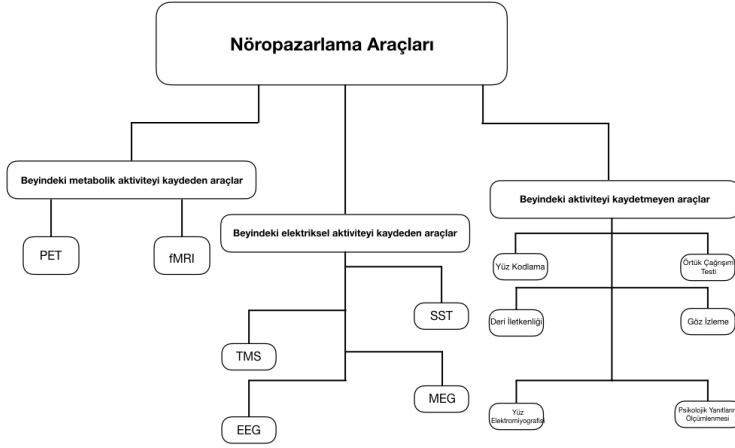 Nöropazarlama Araçları
Beyindeki metabolik aktiviteyi kaydeden araçlar
PET
fMRI
Beyindeki elektriksel aktiviteyi kaydeden araçlar
SST
TMS
MEG
EEG
Beyindeki aktiviteyi kaydetmeyen araçlar
Yüz Kodlama
Örtük Çağrışım
Testi
Deri İletkenliği
Göz İzleme
Yüz
Elektromiyografisi
Psikolojik Yanıtların
Ölçümlenmesi